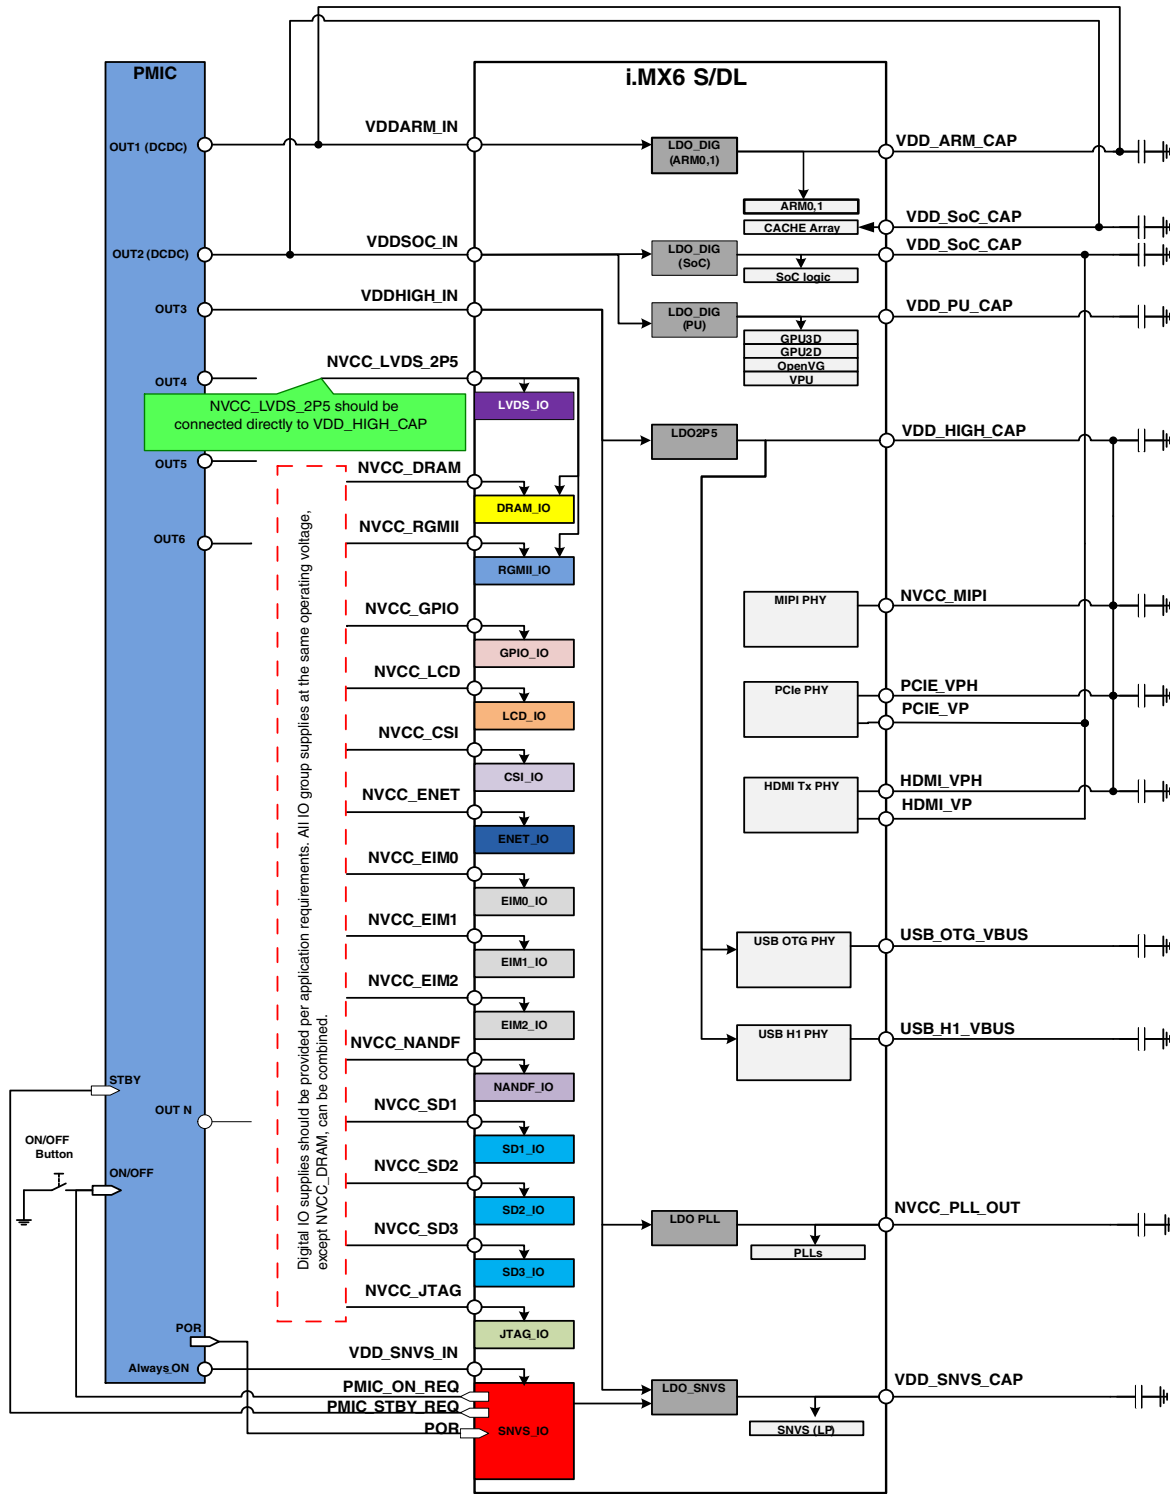 PMIC
i.MX6 S/DL
OUT1 (DCDC)
VDDARM_IN
LDO_DIG
(ARM0,1)
VDD_ARM_CAP
ARM0,1
CACHE Array
VDD_SoC_CAP
OUT2 (DCDC)
VDDSOC_IN
LDO_DIG
(SoC)
VDD_SoC_CAP
SoC logic
OUT3
VDDHIGH_IN
LDO_DIG
(PU)
VDD_PU_CAP
GPU3D
GPU2D
OpenVG
VPU
OUT4
NVCC_LVDS_2P5
LVDS_IO
NVCC_LVDS_2P5 should be
connected directly to VDD_HIGH_CAP
LDO2P5
VDD_HIGH_CAP
OUT5
NVCC_DRAM
DRAM_IO
OUT6
NVCC_RGMII
RGMII_IO
Digital IO supplies should be provided per application requirements. All IO group supplies at the same operating voltage,
except NVCC_DRAM, can be combined.
NVCC_GPIO
GPIO_IO
MIPI PHY
NVCC_MIPI
NVCC_LCD
LCD_IO
PCIe PHY
PCIE_VPH
PCIE_VP
NVCC_CSI
CSI_IO
HDMI Tx PHY
HDMI_VPH
HDMI_VP
NVCC_ENET
ENET_IO
NVCC_EIM0
EIM0_IO
NVCC_EIM1
EIM1_IO
USB OTG PHY
USB_OTG_VBUS
NVCC_EIM2
EIM2_IO
USB H1 PHY
USB_H1_VBUS
NVCC_NANDF
NANDF_IO
STBY
OUT N
NVCC_SD1
SD1_IO
ON/OFF
Button
ON/OFF
NVCC_SD2
SD2_IO
LDO PLL
NVCC_PLL_OUT
PLLs
NVCC_SD3
SD3_IO
NVCC_JTAG
JTAG_IO
POR
Always_ON
VDD_SNVS_IN
PMIC_ON_REQ
PMIC_STBY_REQ
POR
SNVS_IO
LDO_SNVS
VDD_SNVS_CAP
SNVS (LP)